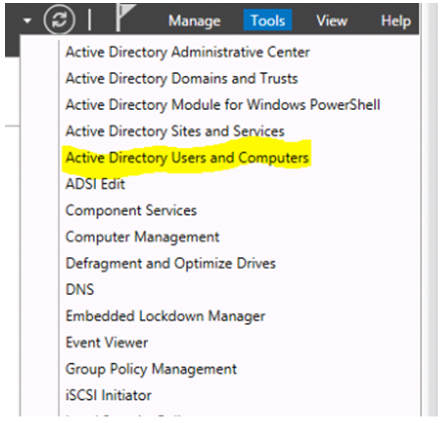 Manage Tools View Help
Active Directory Administrative Center
Active Directory Domains and Trusts
Active Directory Module for Windows PowerShell
Active Directory Sites and Services
Active Directory Users and Computers
ADSI Edit
Component Services
Computer Management
Defragment and Optimize Drives
DNS
Embedded Lockdown Manager
Event Viewer
Group Policy Management
iSCSI Initiator